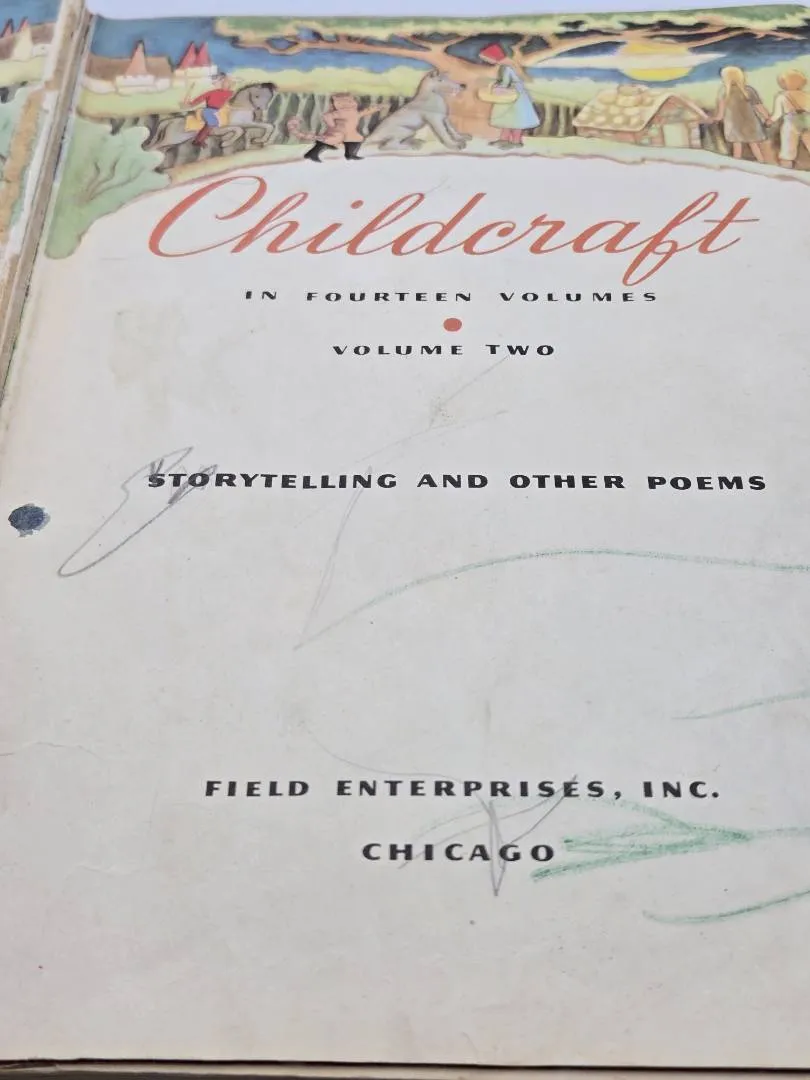 Childcraft
IN FOURTEEN VOLUMES
VOLUME TWO
STORYTELLING AND OTHER POEMS
FIELD ENTERPRISES, INC.
CHICAGO